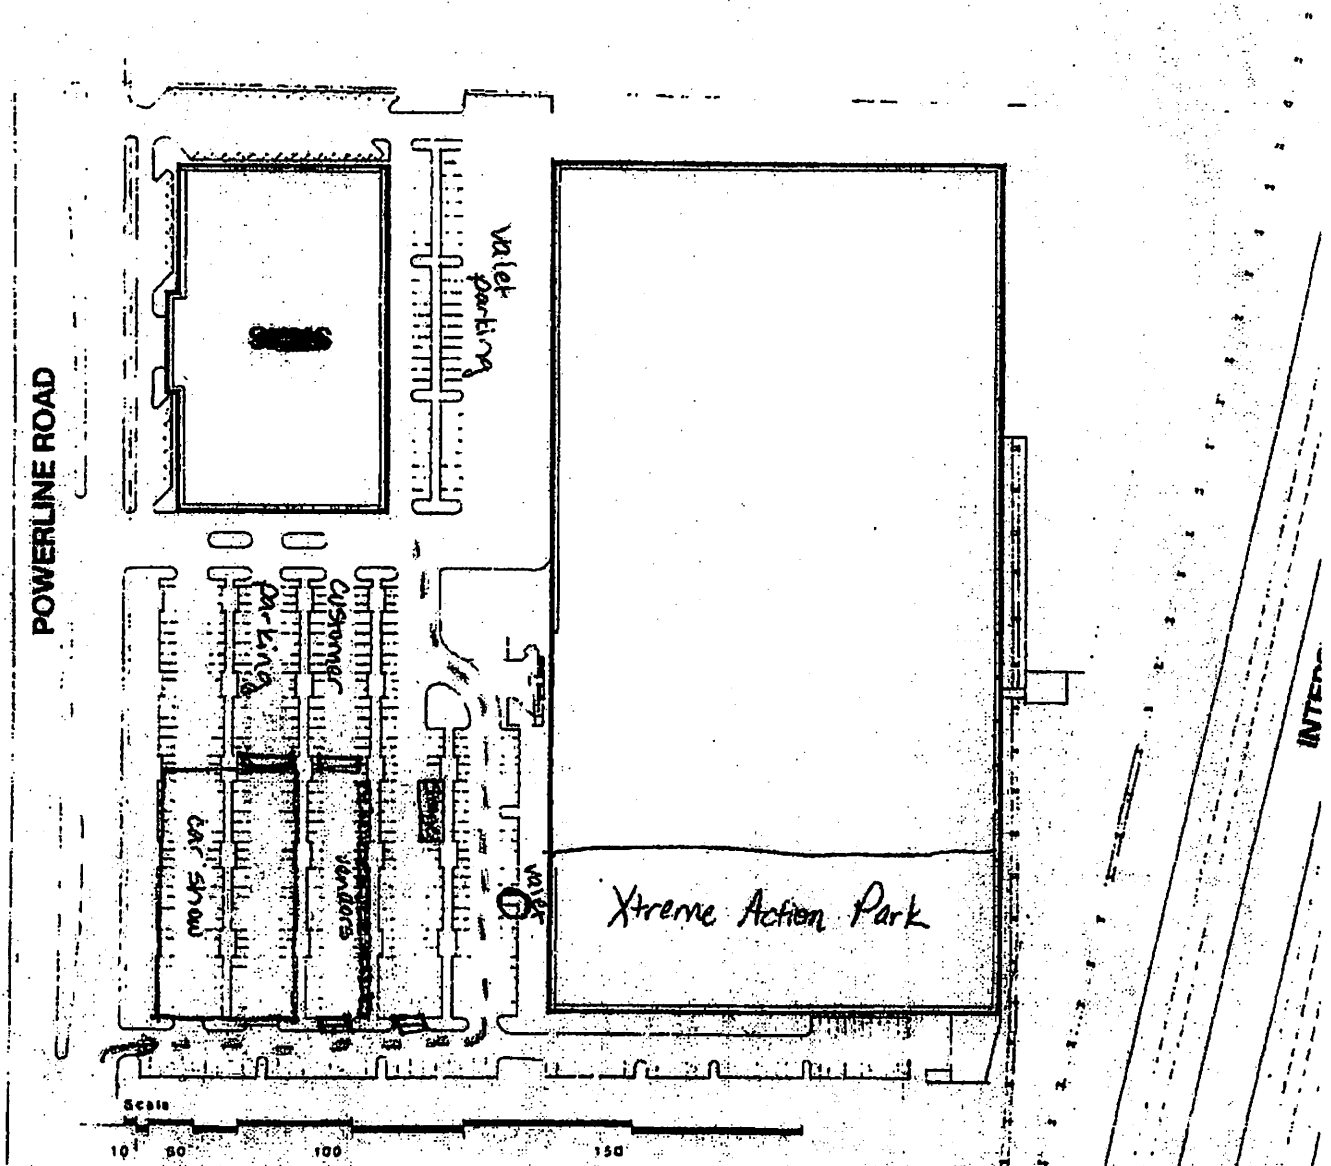 valet
parking
POWERLINE ROAD
customer
parking
car show
vendors
valet
Xtreme Action Park
Scale
10 50 100 150